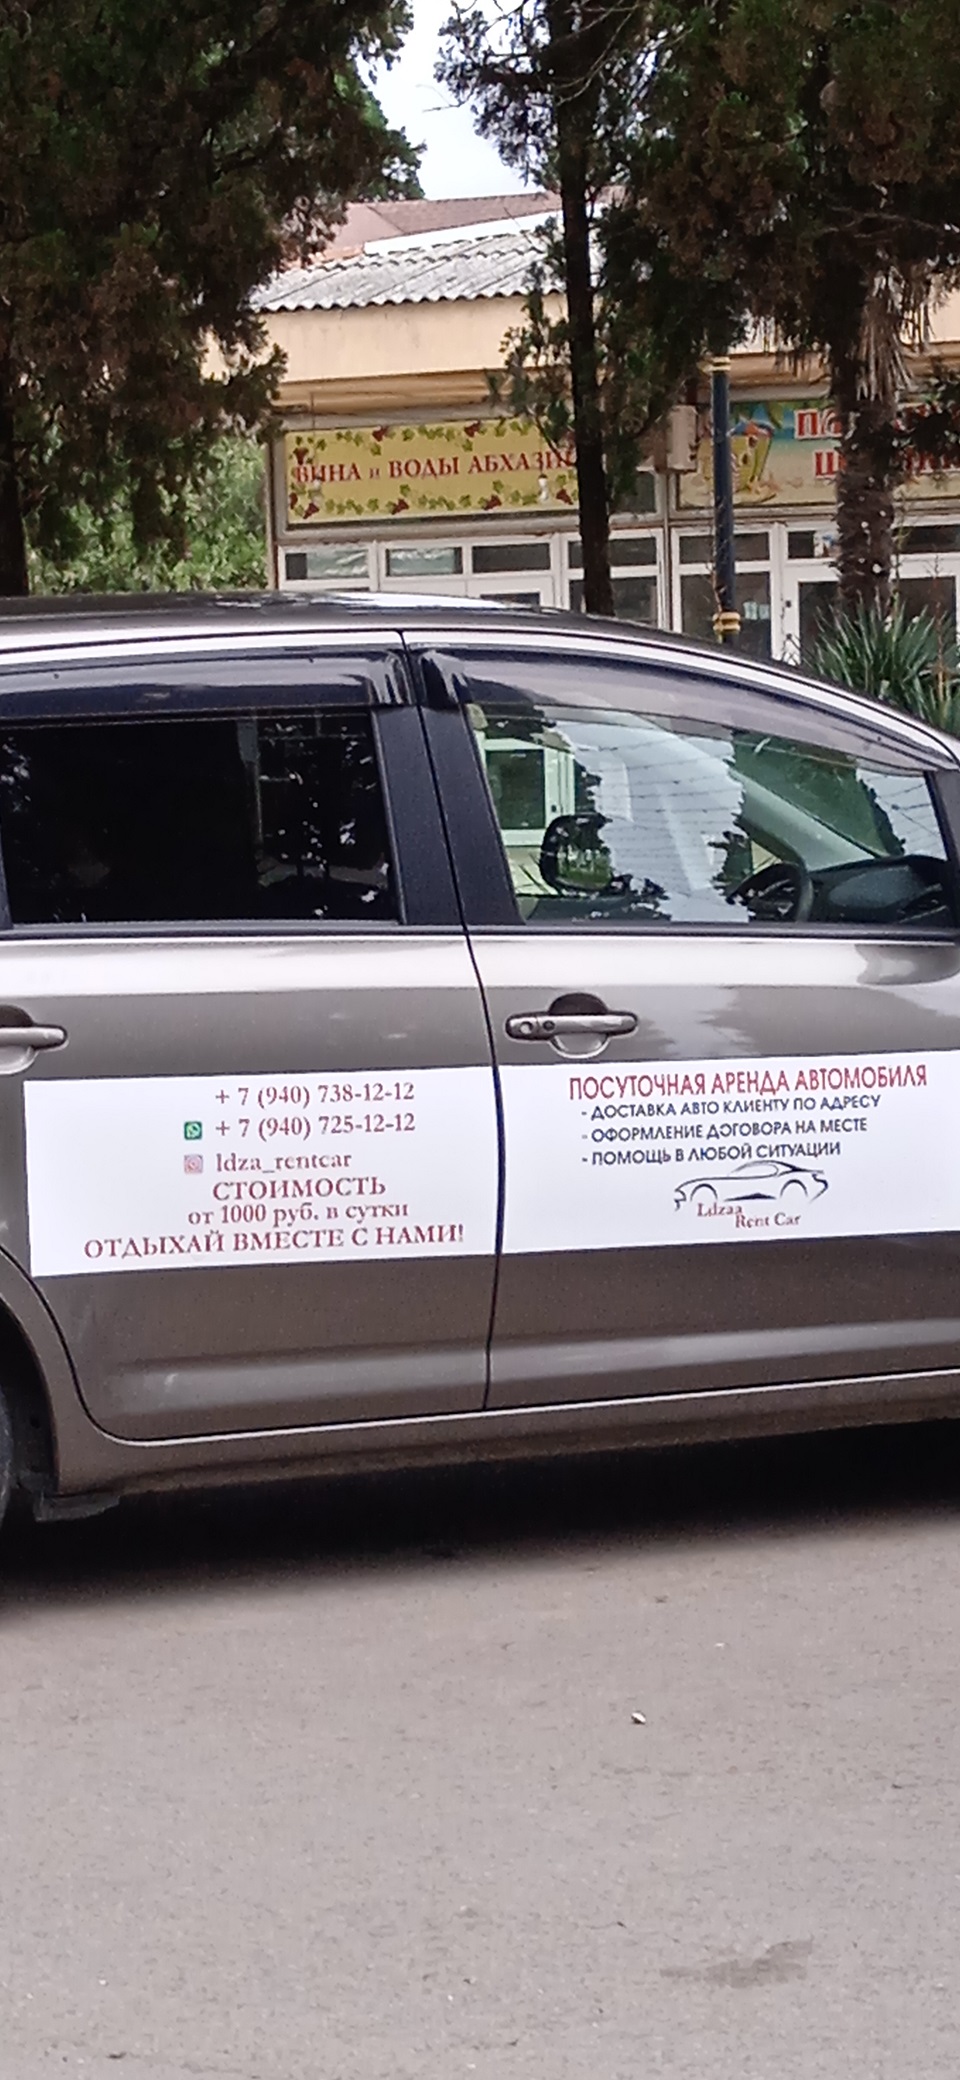 ВИНА и ВОДЫ АБХАЗИИ
+ 7 (940) 738-12-12
+ 7 (940) 725-12-12
ldza_rentcar
СТОИМОСТЬ
от 1000 руб. в сутки
ОТДЫХАЙ ВМЕСТЕ С НАМИ!
ПОСУТОЧНАЯ АРЕНДА АВТОМОБИЛЯ
- ДОСТАВКА АВТО КЛИЕНТУ ПО АДРЕСУ
- ОФОРМЛЕНИЕ ДОГОВОРА НА МЕСТЕ
- ПОМОЩЬ В ЛЮБОЙ СИТУАЦИИ
Ldzaa
Rent Car